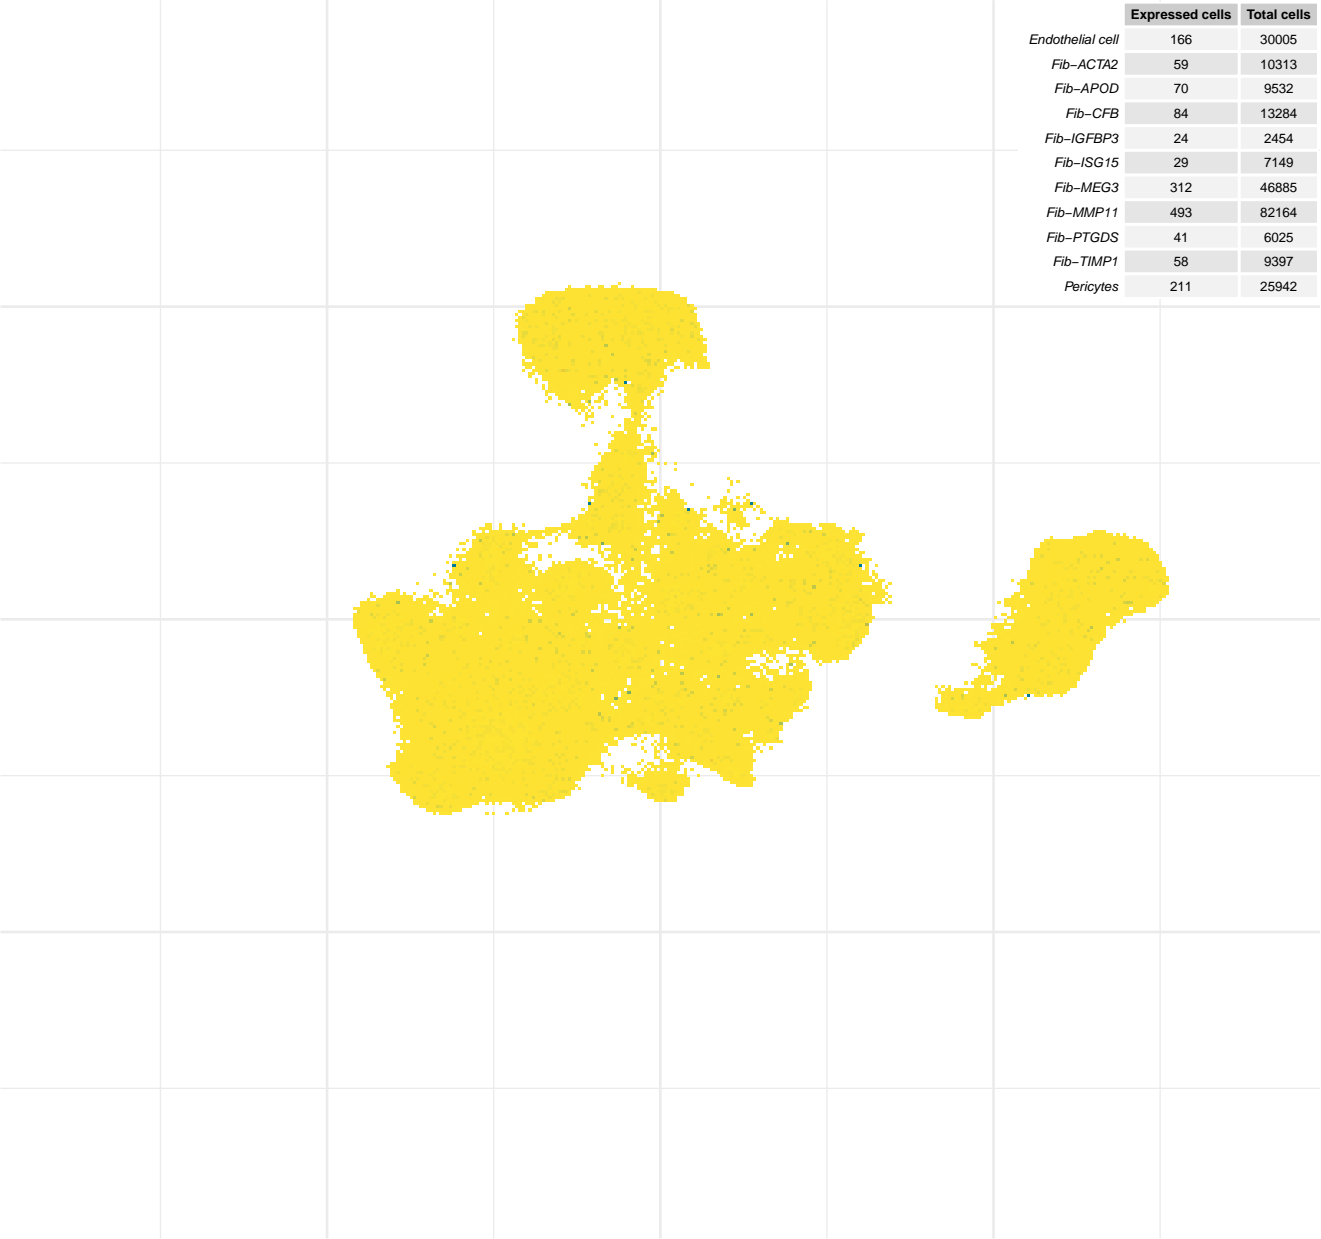 Expressed cells Total cells
Endothelial cell 166 30005
Fib−ACTA2 59 10313
Fib−APOD 70 9532
Fib−CFB 84 13284
Fib−IGFBP3 24 2454
Fib−ISG15 29 7149
Fib−MEG3 312 46885
Fib−MMP11 493 82164
Fib−PTGDS 41 6025
Fib−TIMP1 58 9397
Pericytes 211 25942